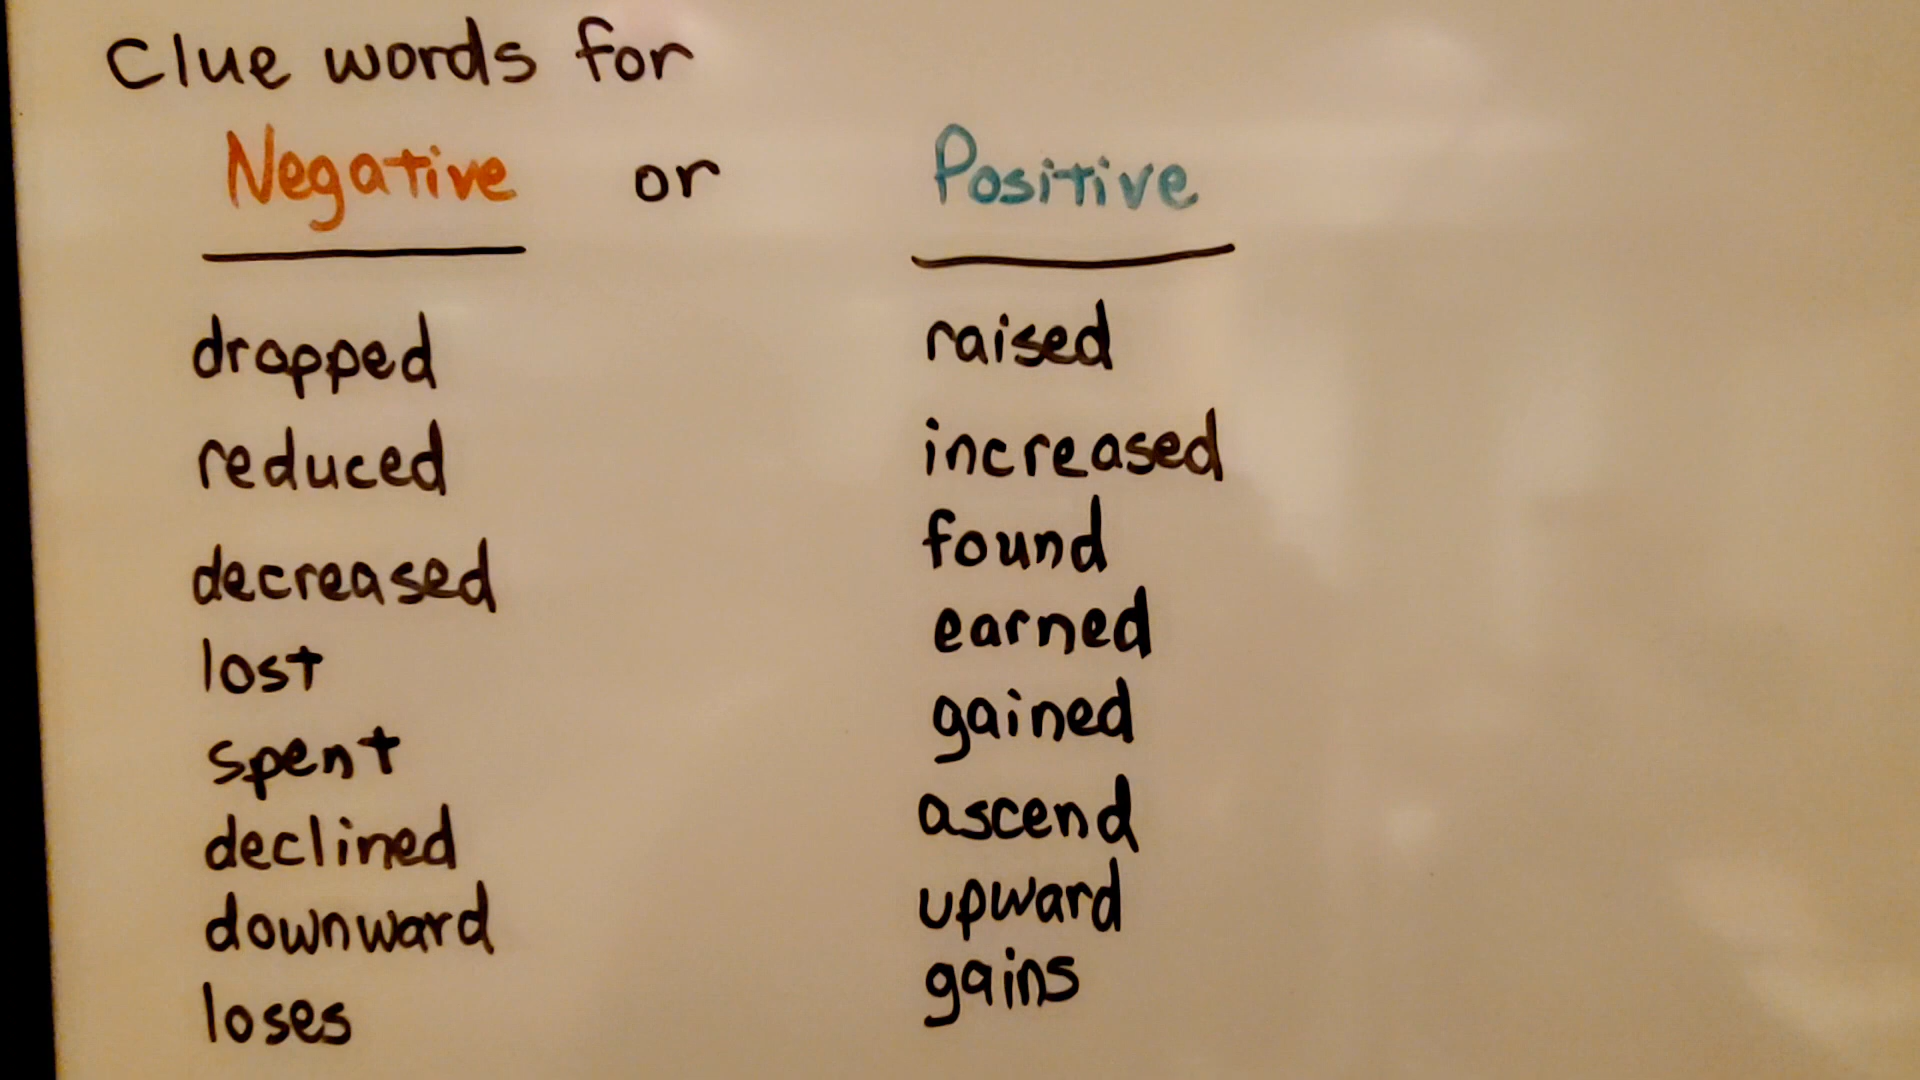 Clue words for
Negative or Positive
dropped raised
reduced increased
decreased found
lost earned
spent gained
declined ascend
downward upward
loses gains